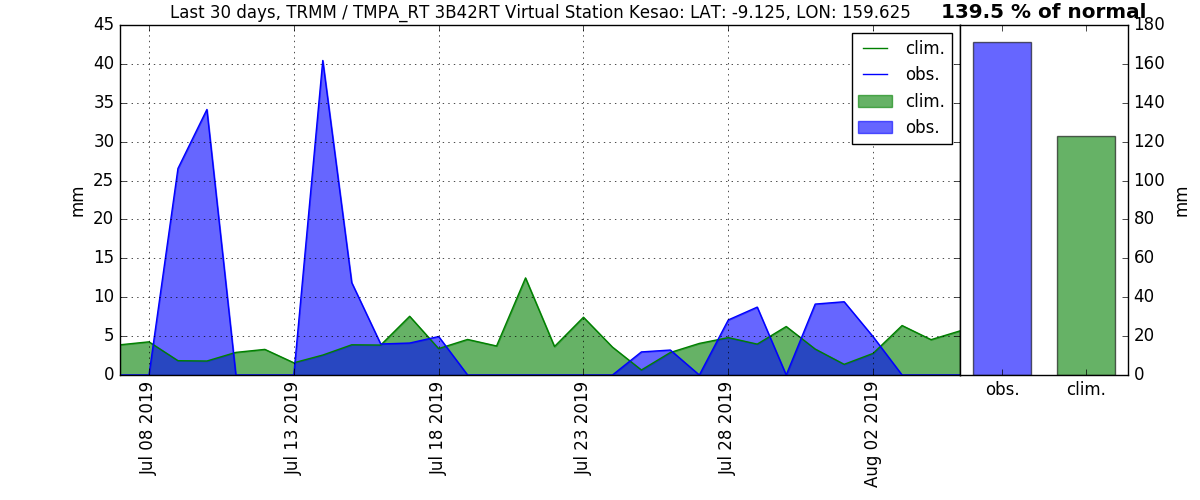 Last 30 days, TRMM / TMPA_RT 3B42RT Virtual Station Kesao: LAT: -9.125, LON: 159.625
139.5 % of normal
45
40
35
30
25
20
15
10
5
0
mm
clim.
obs.
clim.
obs.
Jul 08 2019
Jul 13 2019
Jul 18 2019
Jul 23 2019
Jul 28 2019
Aug 02 2019
180
160
140
120
100
80
60
40
20
0
mm
obs.
clim.